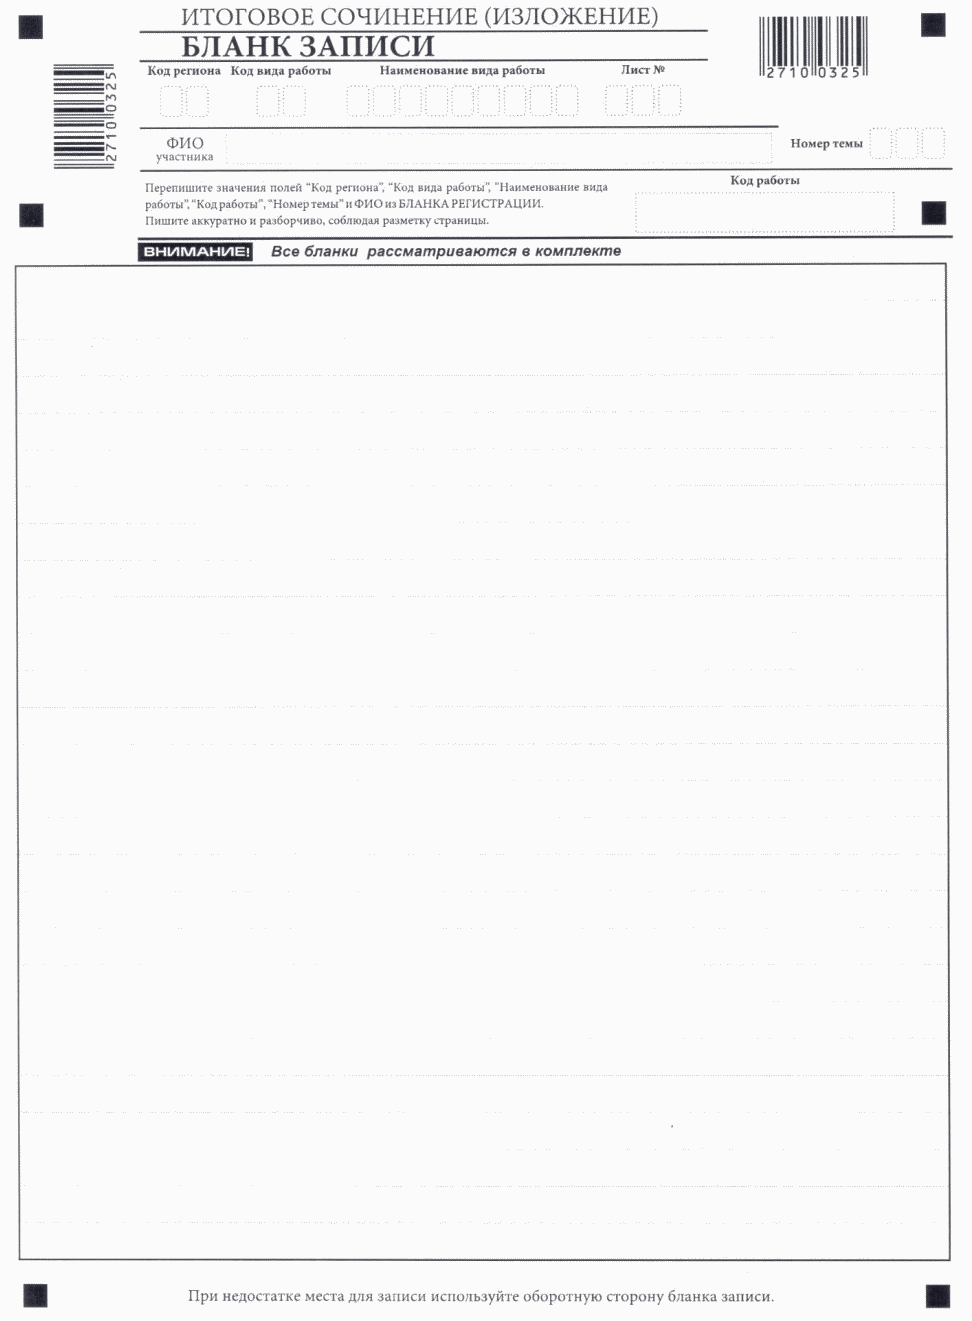 ИТОГОВОЕ СОЧИНЕНИЕ (ИЗЛОЖЕНИЕ)
БЛАНК ЗАПИСИ
2710 0325
2710 0325
Код региона Код вида работы Наименование вида работы Лист №
ФИО
участника
Номер темы
Перепишите значения полей “Код региона”, “Код вида работы”, “Наименование вида
работы”, “Код работы”, “Номер темы” и ФИО из БЛАНКА РЕГИСТРАЦИИ.
Пишите аккуратно и разборчиво, соблюдая разметку страницы.
Код работы
ВНИМАНИЕ! Все бланки рассматриваются в комплекте
При недостатке места для записи используйте оборотную сторону бланка записи.